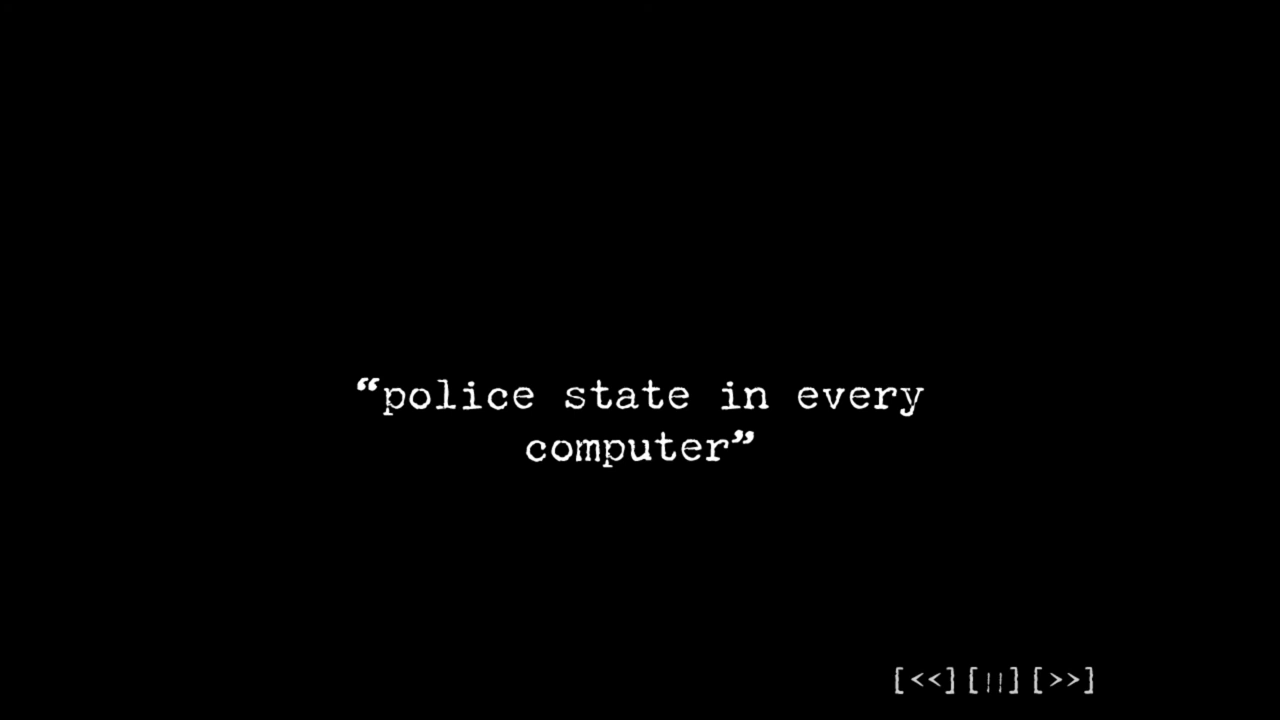 “police state in every
computer”
[<<] [||] [>>]